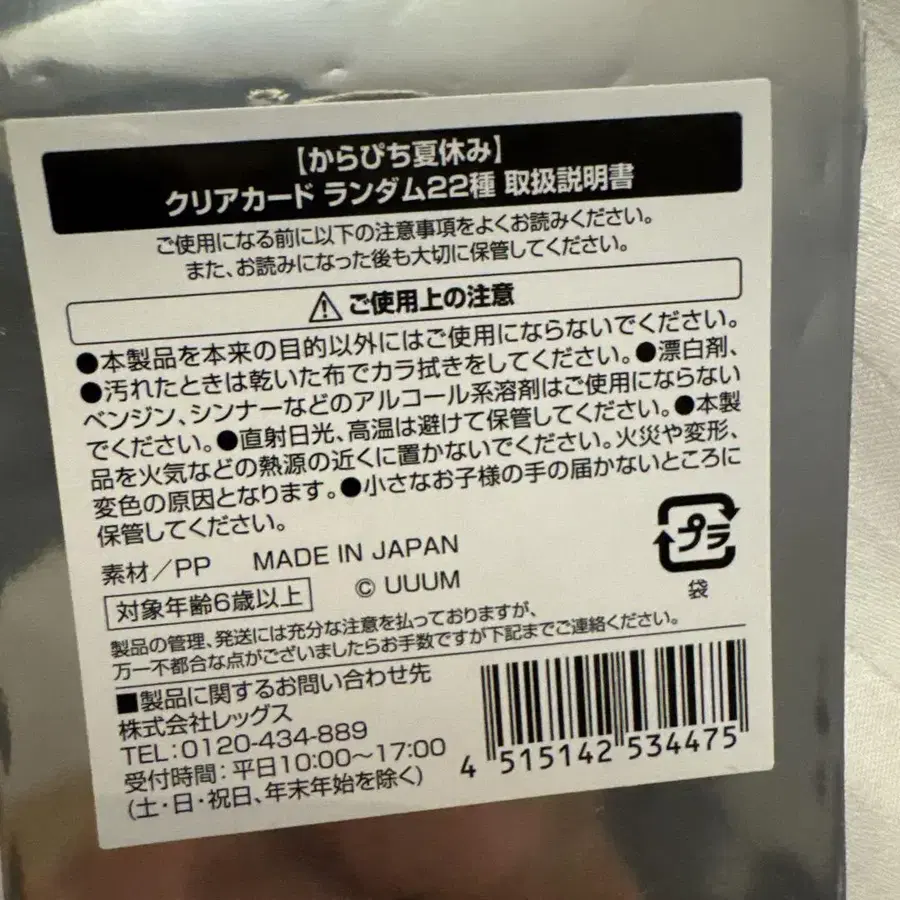 【からぴち夏休み】
クリアカード ランダム22種 取扱説明書
ご使用になる前に以下の注意事項をよくお読みください。
また、お読みになった後も大切に保管してください。
⚠ ご使用上の注意
●本製品を本来の目的以外にはご使用にならないでください。
●汚れたときは乾いた布でカラ拭きをしてください。●漂白剤、
ベンジン、シンナーなどのアルコール系溶剤はご使用にならない
でください。●直射日光、高温は避けて保管してください。●本製
品を火気などの熱源の近くに置かないでください。火災や変形、
変色の原因となります。●小さなお子様の手の届かないところに
保管してください。
素材/PP MADE IN JAPAN
対象年齢6歳以上 © UUUM
プラ
袋
製品の管理、発送には充分な注意を払っておりますが、
万一不都合な点がございましたらお手数ですが下記までご連絡ください。
■製品に関するお問い合わせ先
株式会社レッグス
TEL:0120-434-889
受付時間:平日10:00~17:00
(土・日・祝日、年末年始を除く)
4 515142 534475